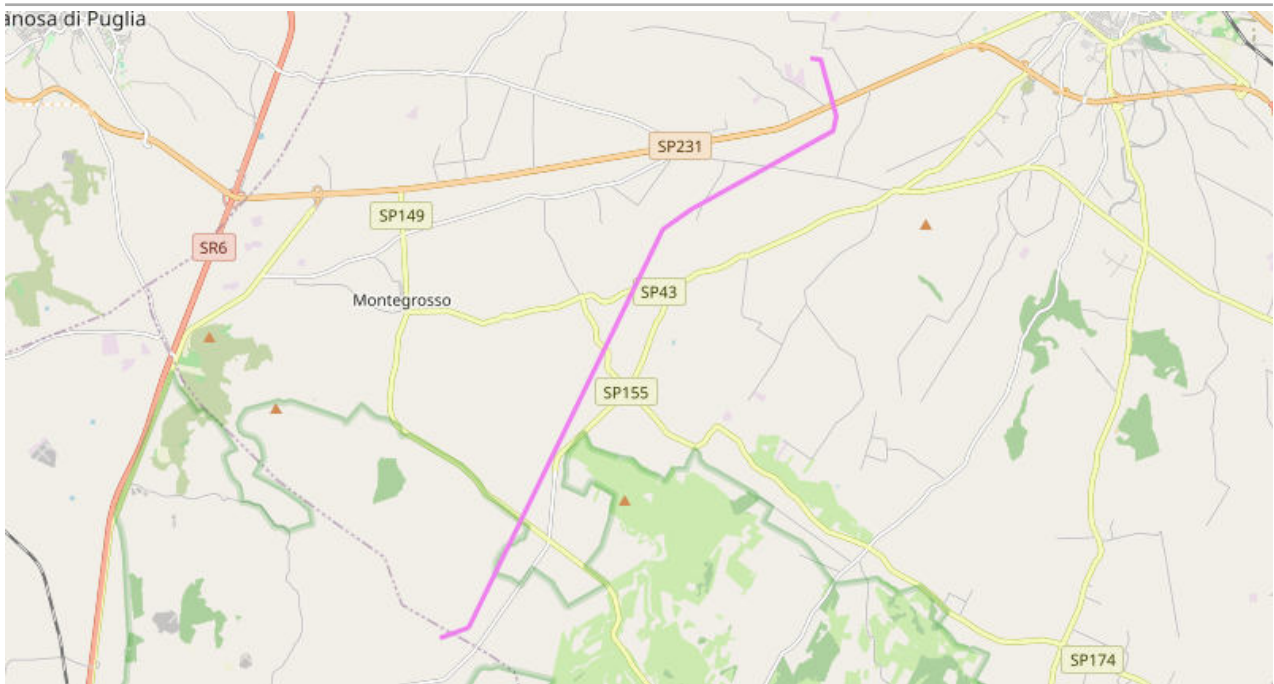 anosa di Puglia
SP231
SP149
SR6
SP43
Montegrosso
SP155
SP174